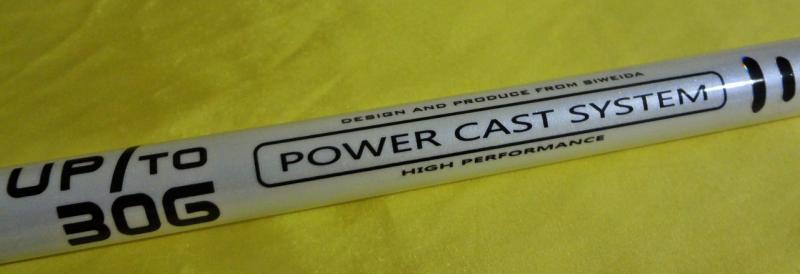 UP/TO
30G
DESIGN AND PRODUCE FROM SIWEIDA
POWER CAST SYSTEM
HIGH PERFORMANCE